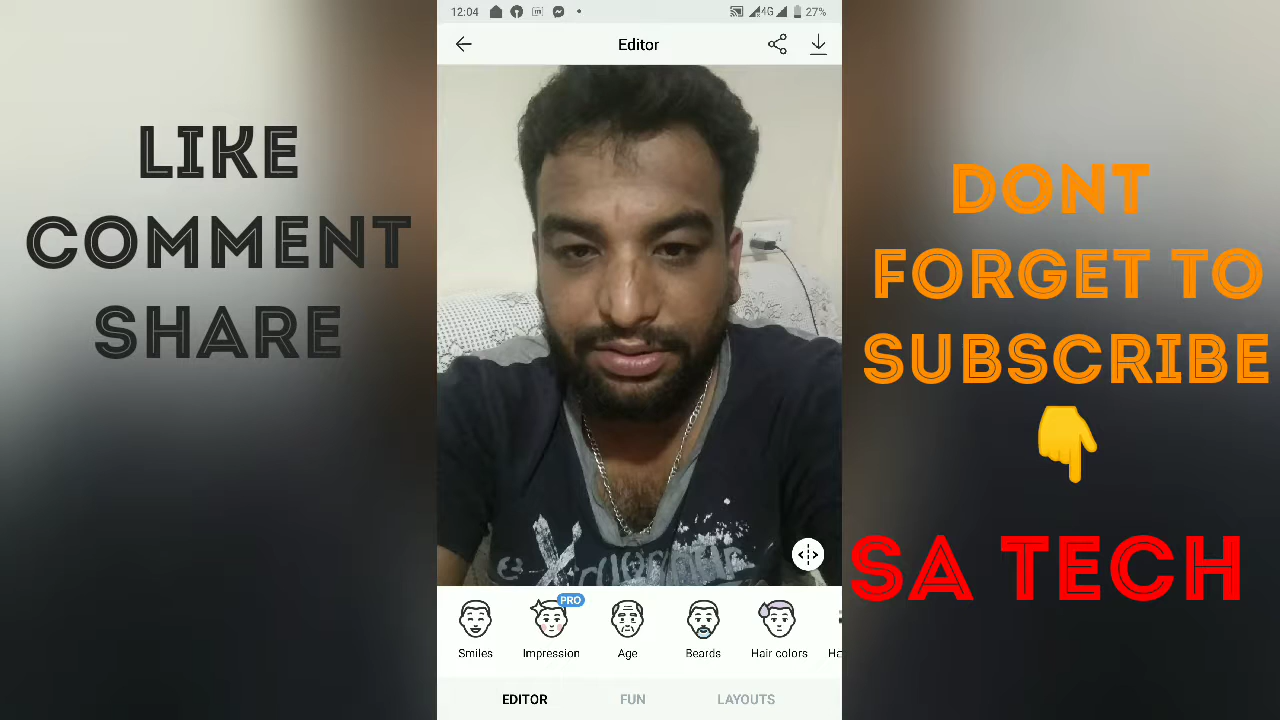 12:04
4G
27%
Editor
LIKE
COMMENT
SHARE
DONT
FORGET TO
SUBSCRIBE
SA TECH
PRO
Smiles
Impression
Age
Beards
Hair colors
Ha
EDITOR
FUN
LAYOUTS